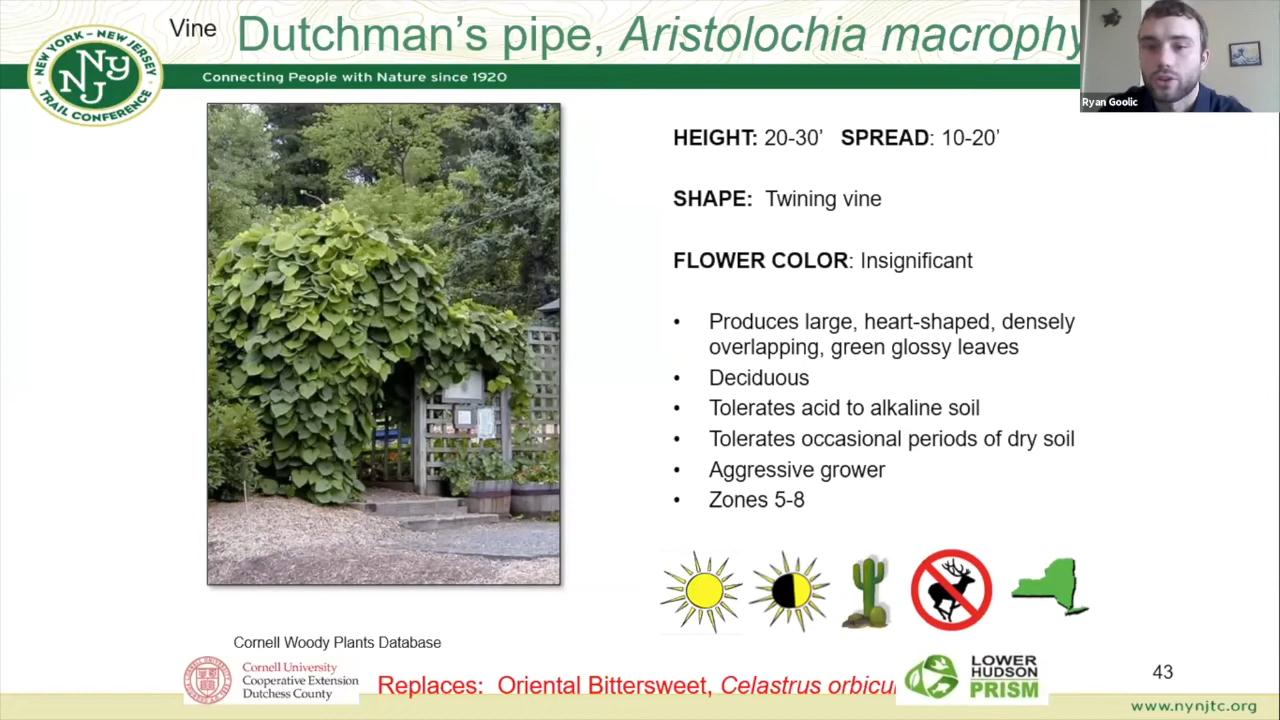 Vine
Dutchman's pipe, Aristolochia macrophy
NEW YORK - NEW JERSEY
NY
NJ
TRAIL CONFERENCE
Connecting People with Nature since 1920
Ryan Goolic
HEIGHT: 20-30' SPREAD: 10-20'
SHAPE: Twining vine
FLOWER COLOR: Insignificant
• Produces large, heart-shaped, densely
overlapping, green glossy leaves
• Deciduous
• Tolerates acid to alkaline soil
• Tolerates occasional periods of dry soil
• Aggressive grower
• Zones 5-8
Cornell Woody Plants Database
Cornell University
Cooperative Extension
Dutchess County
Replaces: Oriental Bittersweet, Celastrus orbicul
LOWER
HUDSON
PRISM
43
www.nynjtc.org